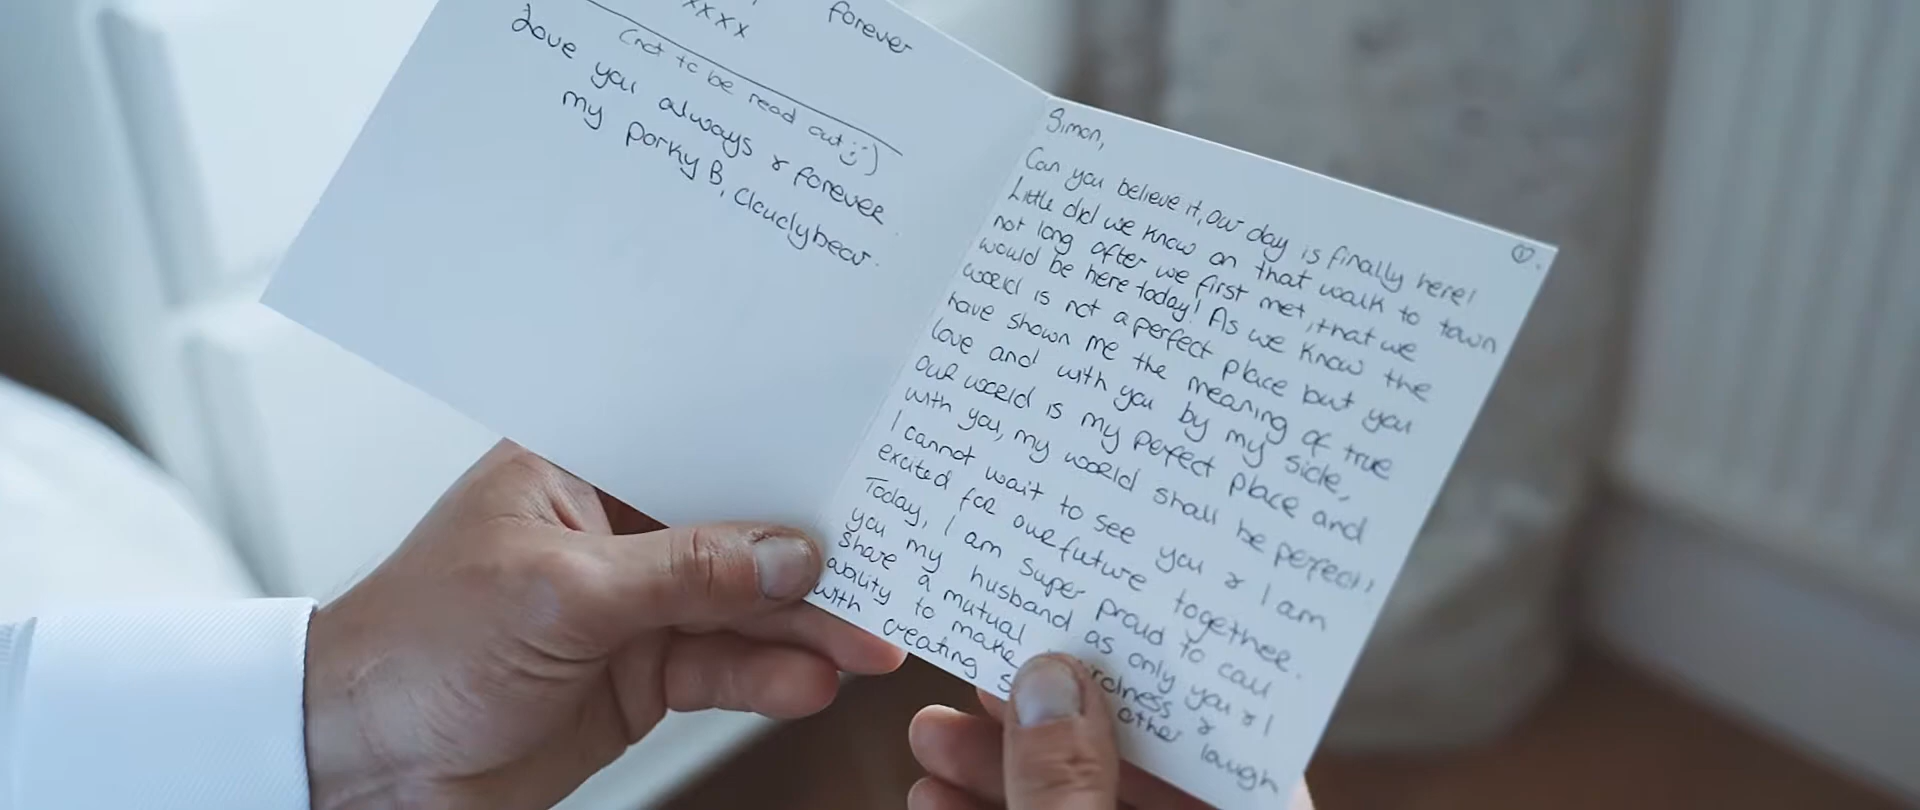 xxxx
forever
(not to be read out :))
Love you always & forever
my porky B, Cloudybear.
①.
Simon,
Can you believe it, our day is finally here!
Little did we know on that walk to town
not long after we first met, that we
would be here today! As we know the
world is not a perfect place but you
have shown me the meaning of true
love and with you by my side,
our world is my perfect place and
with you, my world shall be perfect!
I cannot wait to see you & I am
excited for our future together.
Today, I am super proud to call
you my husband as only you & I
share a mutual
ability to make &
with other laugh
creating